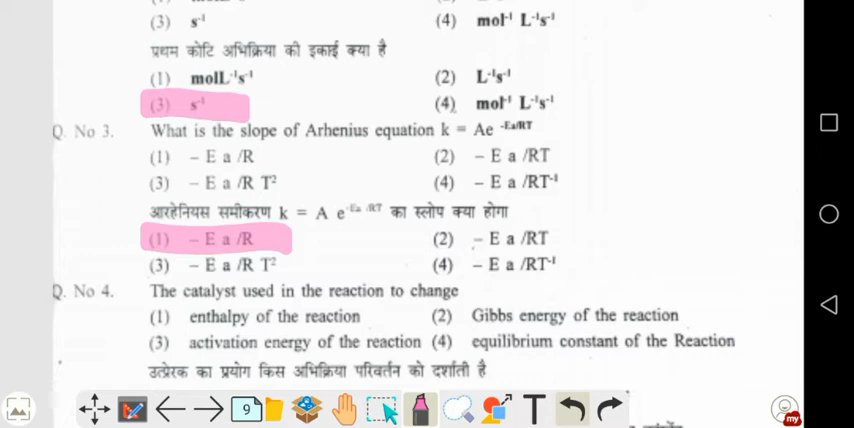 (3) s⁻¹ (4) mol⁻¹ L⁻¹s⁻¹
प्रथम कोटि अभिक्रिया की इकाई क्या है
(1) molL⁻¹s⁻¹ (2) L⁻¹s⁻¹
(3) s⁻¹ (4) mol⁻¹ L⁻¹s⁻¹
Q. No 3. What is the slope of Arhenius equation k = Ae ⁻ᴱᵃ/ᴿᵀ
(1) – E a /R (2) – E a /RT
(3) – E a /R T² (4) – E a /RT⁻¹
आरहेनियस समीकरण k = A e⁻ᴱᵃ /ᴿᵀ का स्लोप क्या होगा
(1) – E a /R (2) – E a /RT
(3) – E a /R T² (4) – E a /RT⁻¹
Q. No 4. The catalyst used in the reaction to change
(1) enthalpy of the reaction (2) Gibbs energy of the reaction
(3) activation energy of the reaction (4) equilibrium constant of the Reaction
उत्प्रेरक का प्रयोग किस अभिक्रिया परिवर्तन को दर्शाती है
9 T my